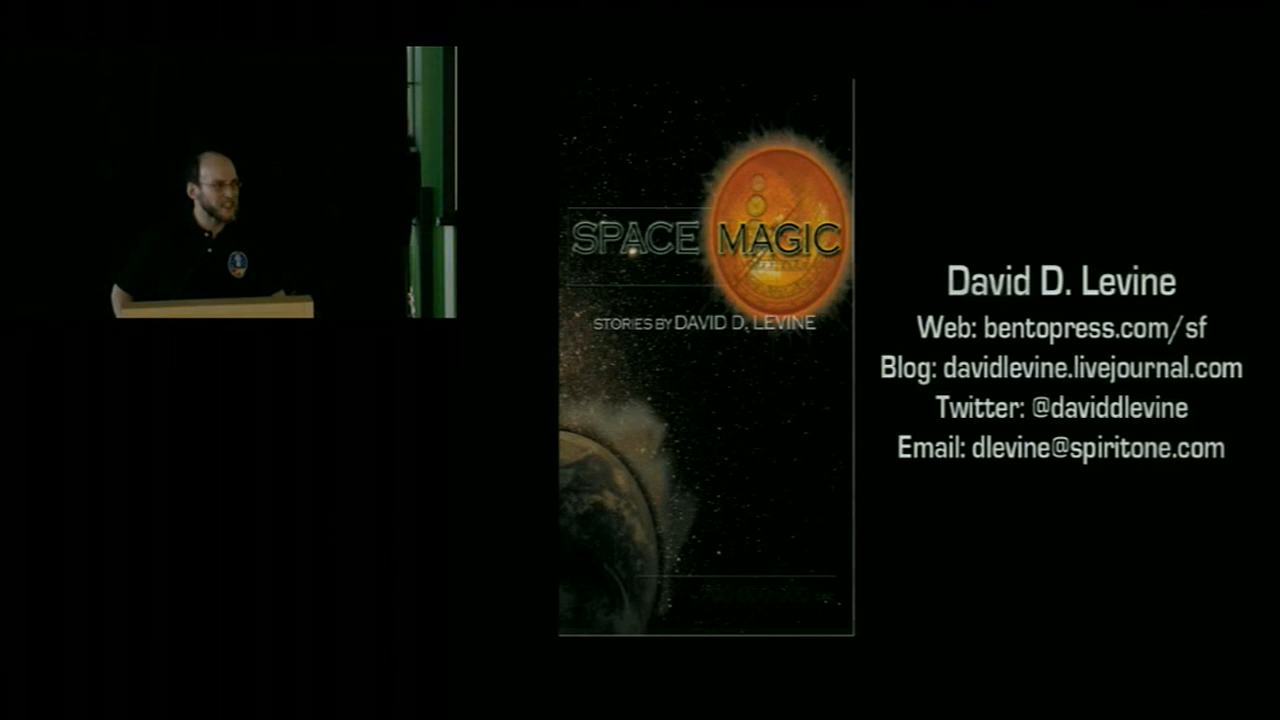 SPACE MAGIC
STORIES BY DAVID D. LEVINE
David D. Levine
Web: bentopress.com/sf
Blog: davidlevine.livejournal.com
Twitter: @daviddlevine
Email: dlevine@spiritone.com